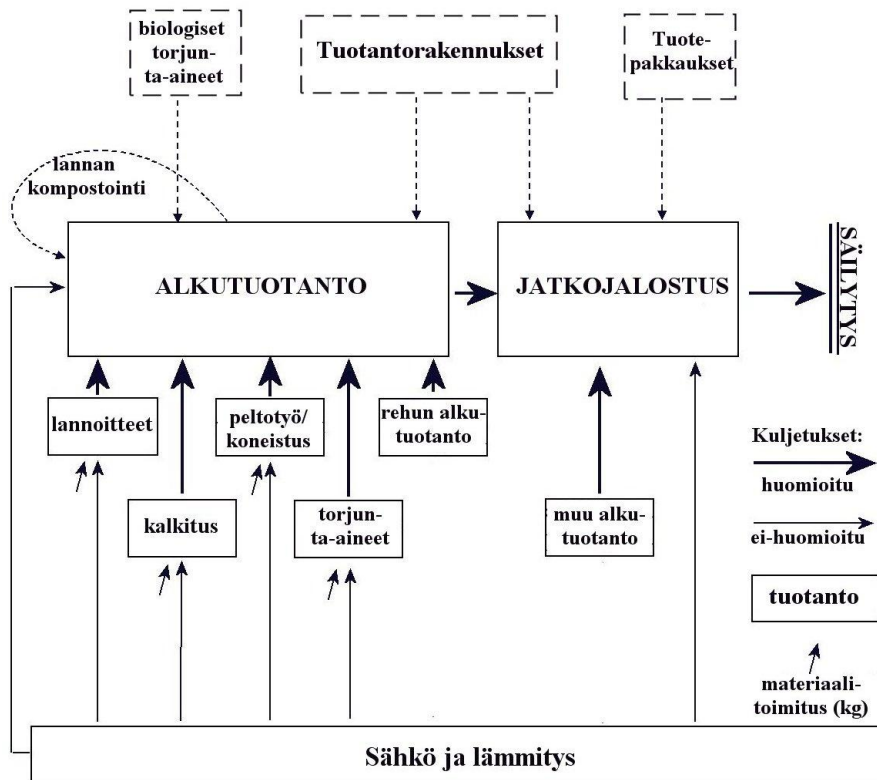 biologiset
torjun-
ta-aineet
Tuotantorakennukset
Tuote-
pakkaukset
lannan
kompostointi
ALKUTUOTANTO
JATKOJALOSTUS
SÄILYTYS
lannoitteet
peltotyö/
koneistus
rehun alku-
tuotanto
kalkitus
torjun-
ta-aineet
muu alku-
tuotanto
Kuljetukset:
huomioitu
ei-huomioitu
tuotanto
materiaali-
toimitus (kg)
Sähkö ja lämmitys